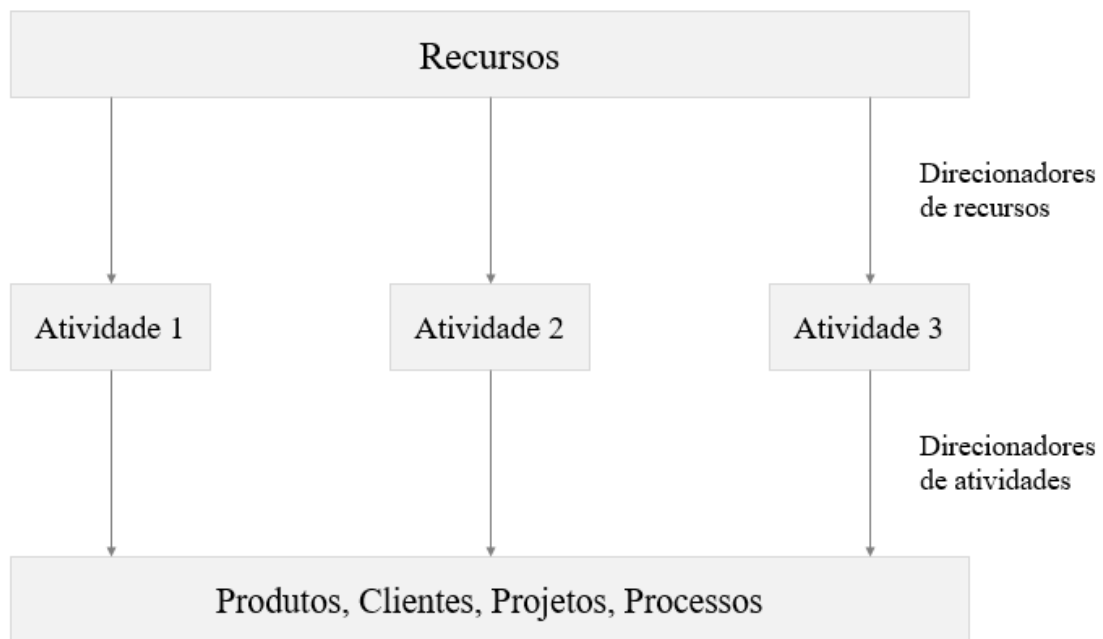 Recursos
Direcionadores
de recursos
Atividade 1
Atividade 2
Atividade 3
Direcionadores
de atividades
Produtos, Clientes, Projetos, Processos